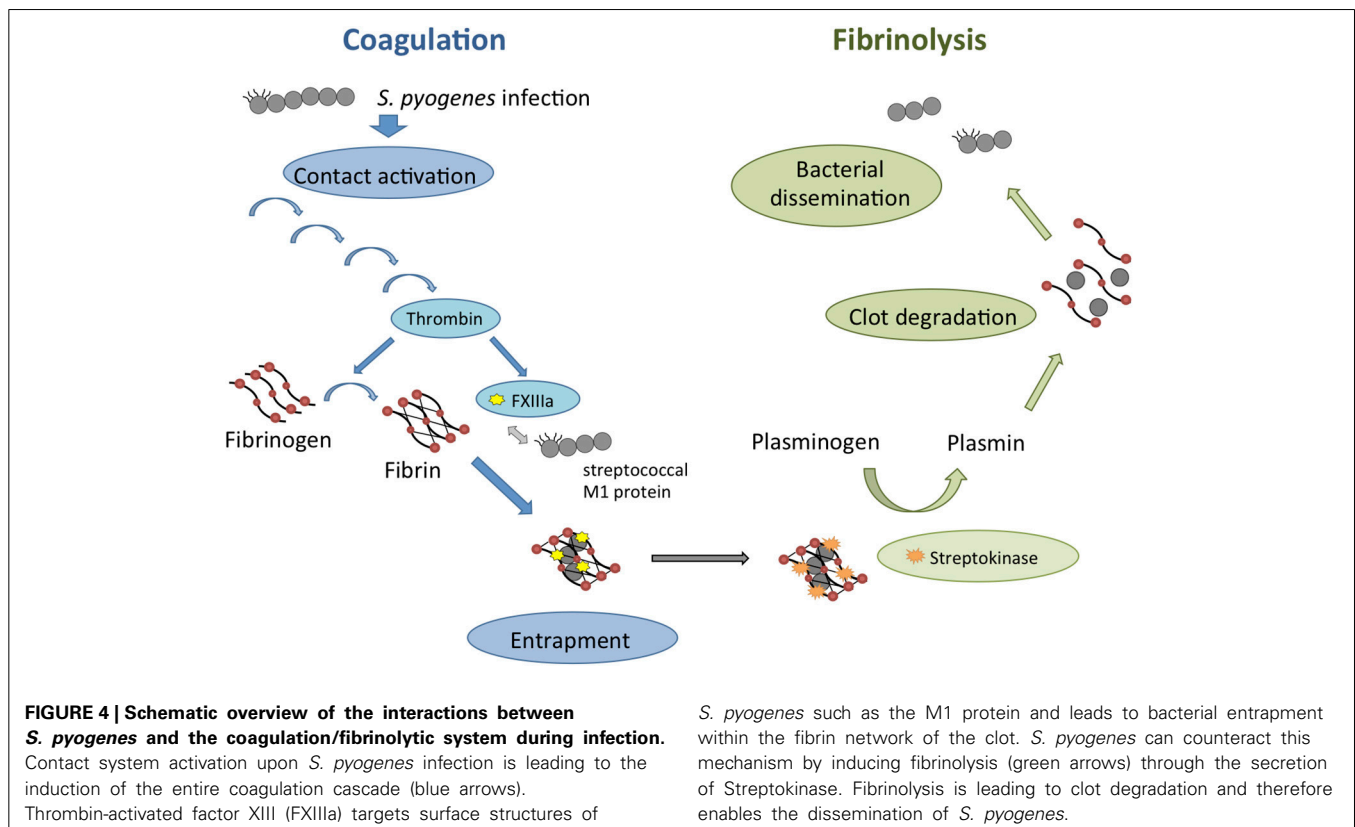 Coagulation
S. pyogenes infection
Contact activation
Thrombin
FXIIIa
Fibrinogen
Fibrin
streptococcal
M1 protein
Entrapment
Fibrinolysis
Bacterial
dissemination
Clot degradation
Plasminogen
Plasmin
Streptokinase
FIGURE 4 | Schematic overview of the interactions between
S. pyogenes and the coagulation/fibrinolytic system during infection.
Contact system activation upon S. pyogenes infection is leading to the
induction of the entire coagulation cascade (blue arrows).
Thrombin-activated factor XIII (FXIIIa) targets surface structures of
S. pyogenes such as the M1 protein and leads to bacterial entrapment
within the fibrin network of the clot. S. pyogenes can counteract this
mechanism by inducing fibrinolysis (green arrows) through the secretion
of Streptokinase. Fibrinolysis is leading to clot degradation and therefore
enables the dissemination of S. pyogenes.